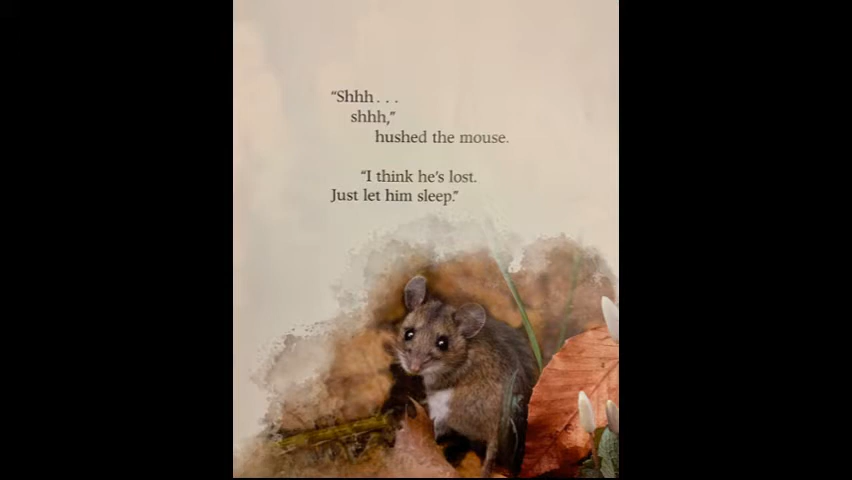 “Shhh . . .
shhh,”
hushed the mouse.
“I think he’s lost.
Just let him sleep.”